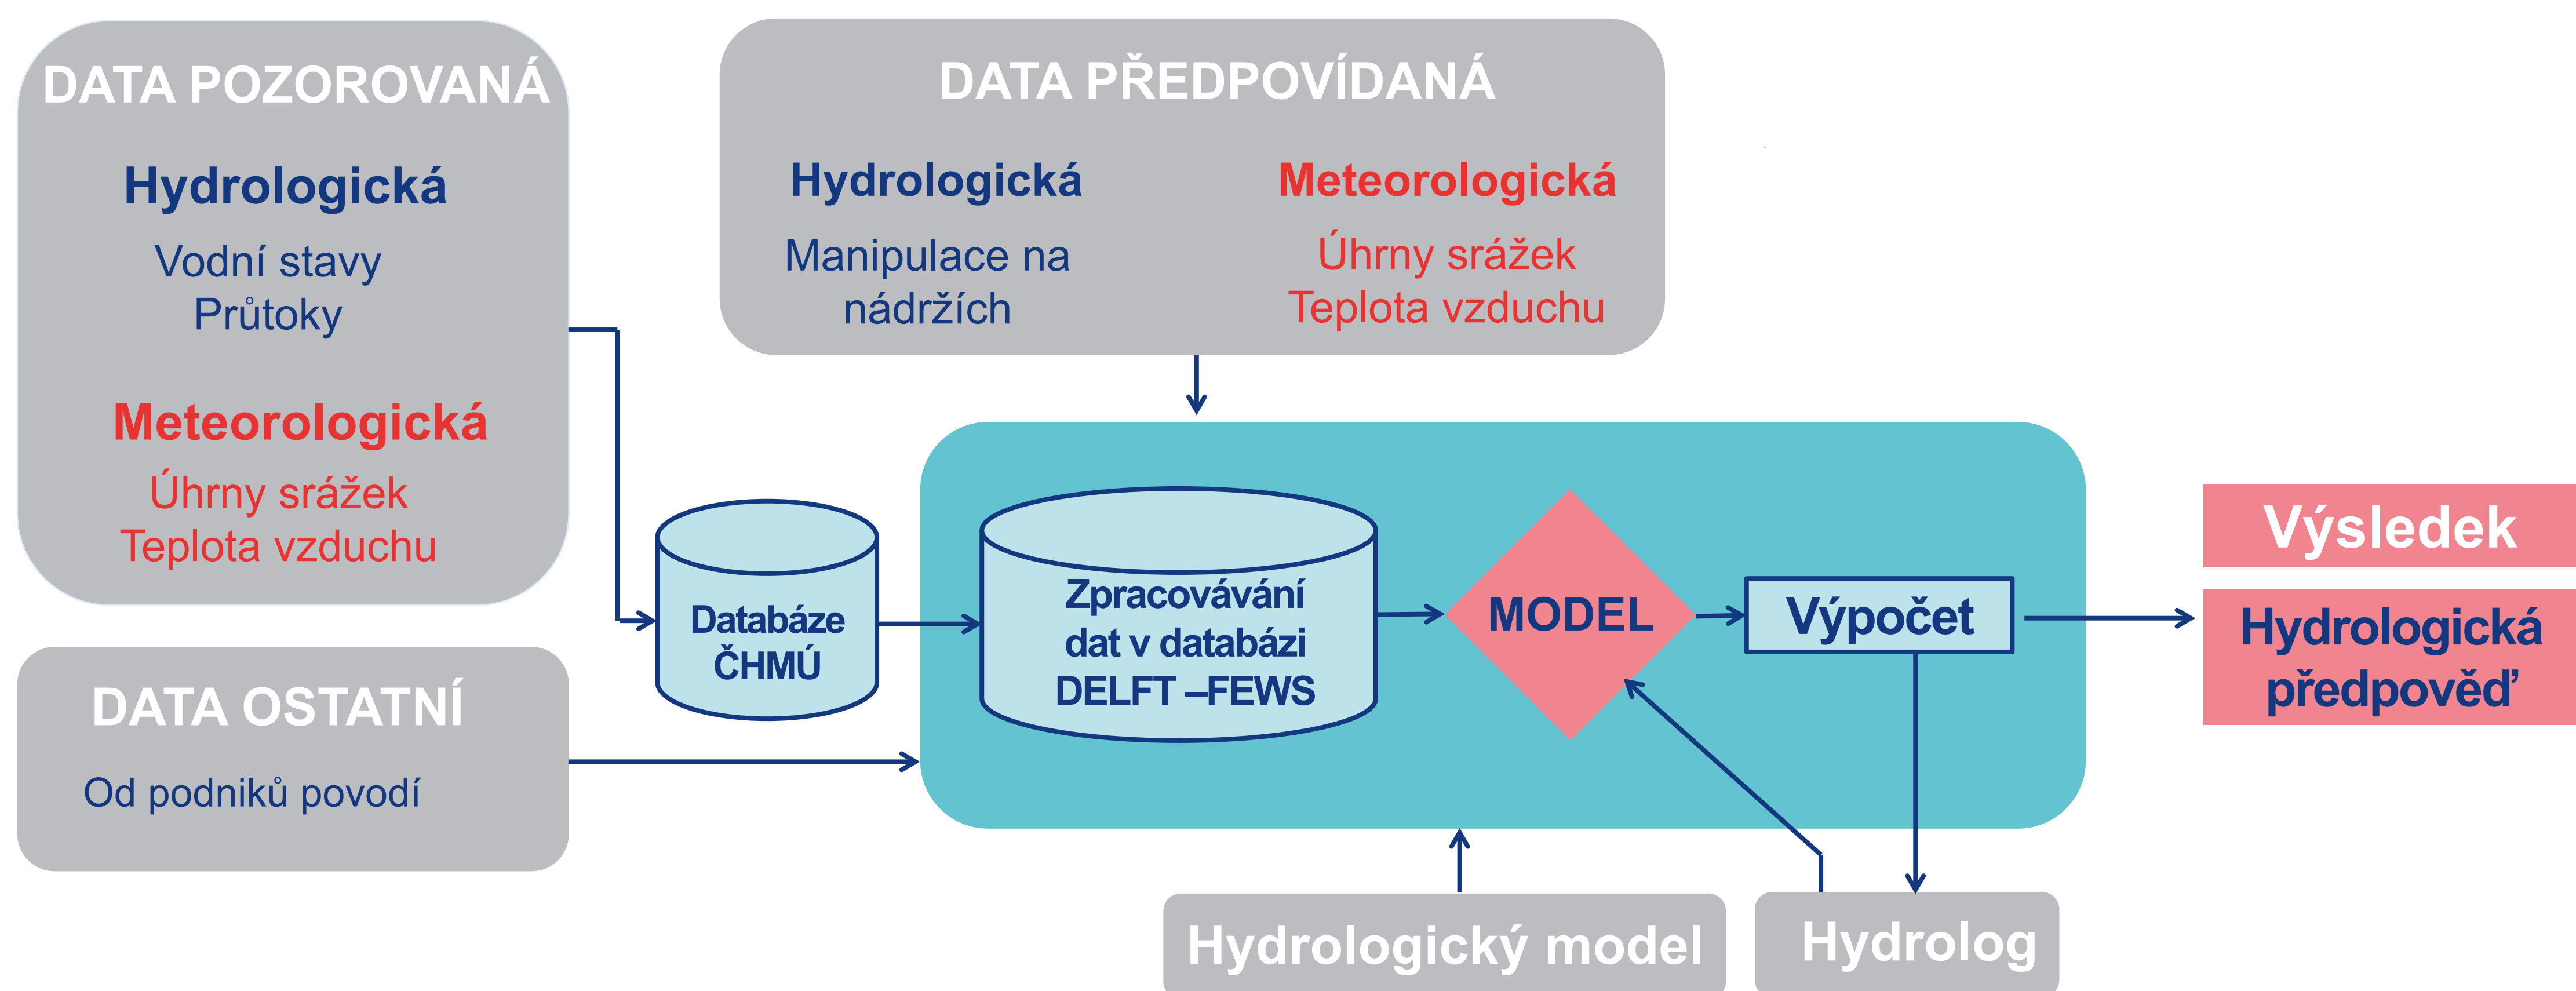 DATA POZOROVANÁ
Hydrologická
Vodní stavy
Průtoky
Meteorologická
Úhrny srážek
Teplota vzduchu
DATA PŘEDPOVÍDANÁ
Hydrologická
Manipulace na
nádržích
Meteorologická
Úhrny srážek
Teplota vzduchu
DATA OSTATNÍ
Od podniků povodí
Databáze
ČHMÚ
Zpracovávání
dat v databázi
DELFT –FEWS
MODEL
Výpočet
Výsledek
Hydrologická
předpověď
Hydrologický model
Hydrolog